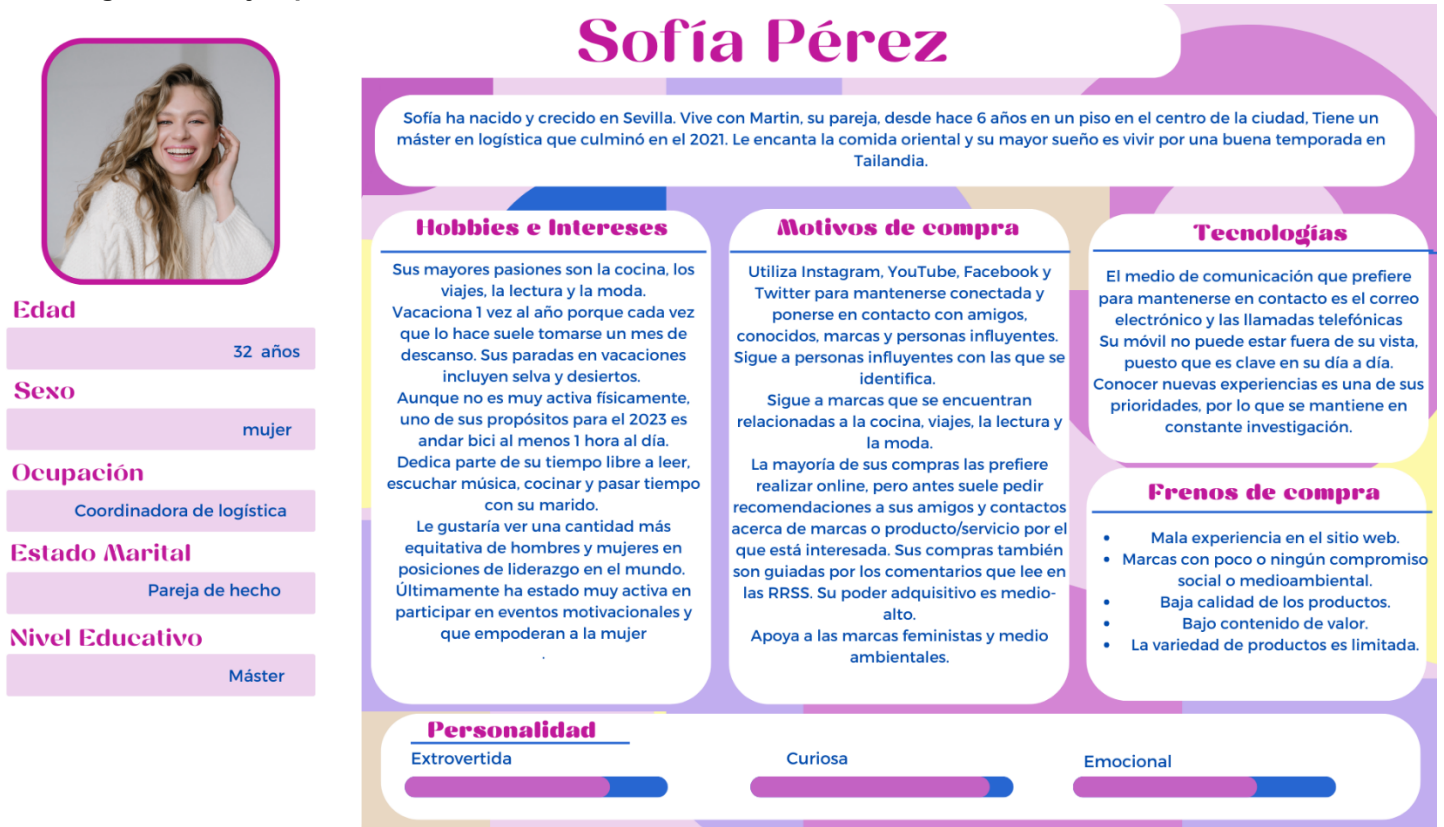 Sofía Pérez
Sofía ha nacido y crecido en Sevilla. Vive con Martin, su pareja, desde hace 6 años en un piso en el centro de la ciudad, Tiene un
máster en logística que culminó en el 2021. Le encanta la comida oriental y su mayor sueño es vivir por una buena temporada en
Tailandia.
Edad
32 años
Sexo
mujer
Ocupación
Coordinadora de logística
Estado Marital
Pareja de hecho
Nivel Educativo
Máster
Hobbies e Intereses
Sus mayores pasiones son la cocina, los
viajes, la lectura y la moda.
Vacaciona 1 vez al año porque cada vez
que lo hace suele tomarse un mes de
descanso. Sus paradas en vacaciones
incluyen selva y desiertos.
Aunque no es muy activa físicamente,
uno de sus propósitos para el 2023 es
andar bici al menos 1 hora al día.
Dedica parte de su tiempo libre a leer,
escuchar música, cocinar y pasar tiempo
con su marido.
Le gustaría ver una cantidad más
equitativa de hombres y mujeres en
posiciones de liderazgo en el mundo.
Últimamente ha estado muy activa en
participar en eventos motivacionales y
que empoderan a la mujer
.
Motivos de compra
Utiliza Instagram, YouTube, Facebook y
Twitter para mantenerse conectada y
ponerse en contacto con amigos,
conocidos, marcas y personas influyentes.
Sigue a personas influyentes con las que se
identifica.
Sigue a marcas que se encuentran
relacionadas a la cocina, viajes, la lectura y
la moda.
La mayoría de sus compras las prefiere
realizar online, pero antes suele pedir
recomendaciones a sus amigos y contactos
acerca de marcas o producto/servicio por el
que está interesada. Sus compras también
son guiadas por los comentarios que lee en
las RRSS. Su poder adquisitivo es medio-
alto.
Apoya a las marcas feministas y medio
ambientales.
Tecnologías
El medio de comunicación que prefiere
para mantenerse en contacto es el correo
electrónico y las llamadas telefónicas
Su móvil no puede estar fuera de su vista,
puesto que es clave en su día a día.
Conocer nuevas experiencias es una de sus
prioridades, por lo que se mantiene en
constante investigación.
Frenos de compra
• Mala experiencia en el sitio web.
• Marcas con poco o ningún compromiso
social o medioambiental.
• Baja calidad de los productos.
• Bajo contenido de valor.
• La variedad de productos es limitada.
Personalidad
Extrovertida
Curiosa
Emocional